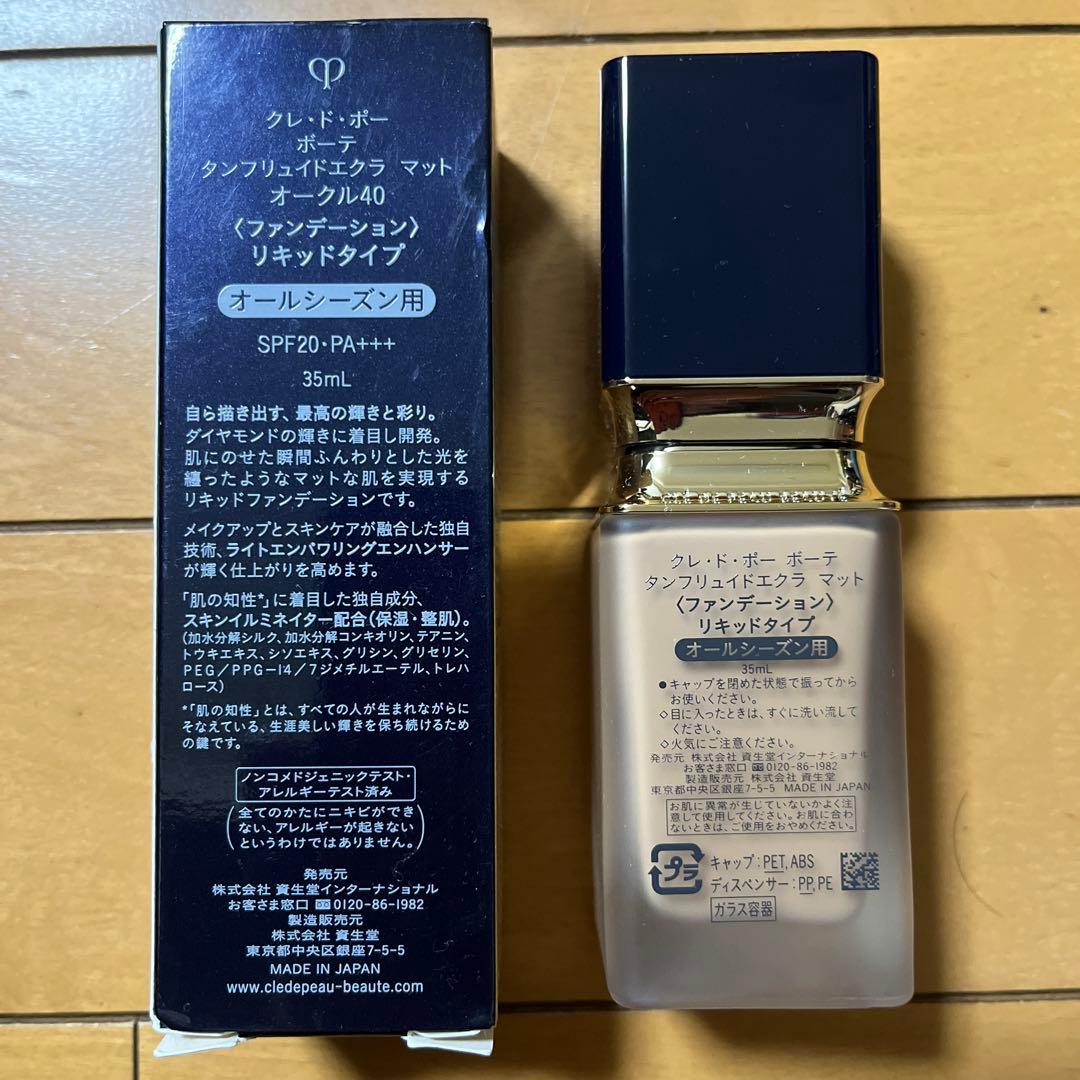 クレ・ド・ポー
ボーテ
タンフリュイドエクラ マット
オークル40
〈ファンデーション〉
リキッドタイプ
オールシーズン用
SPF20・PA+++
35mL
自ら描き出す、最高の輝きと彩り。
ダイヤモンドの輝きに着目し開発。
肌にのせた瞬間ふんわりとした光を
纏ったようなマットな肌を実現する
リキッドファンデーションです。
メイクアップとスキンケアが融合した独自
技術、ライトエンパワリングエンハンサー
が輝く仕上がりを高めます。
「肌の知性*」に着目した独自成分、
スキンイルミネイター配合(保湿・整肌)。
(加水分解シルク、加水分解コンキオリン、テアニン、
トウキエキス、シソエキス、グリシン、グリセリン、
PEG/PPG-14/7ジメチルエーテル、トレハ
ロース)
*「肌の知性」とは、すべての人が生まれながらに
そなえている、生涯美しい輝きを保ち続けるため
の鍵です。
ノンコメドジェニックテスト・
アレルギーテスト済み
(全てのかたにニキビができ
ない、アレルギーが起きない
というわけではありません。)
発売元
株式会社 資生堂インターナショナル
お客さま窓口 0120-86-1982
製造販売元
株式会社 資生堂
東京都中央区銀座7-5-5
MADE IN JAPAN
www.cledepeau-beaute.com
クレ・ド・ポー ボーテ
タンフリュイドエクラ マット
〈ファンデーション〉
リキッドタイプ
オールシーズン用
35mL
●キャップを閉めた状態で振ってから
お使いください。
◇目に入ったときは、すぐに洗い流して
ください。
◇火気にご注意ください。
発売元 株式会社 資生堂インターナショナル
お客さま窓口 0120-86-1982
製造販売元 株式会社 資生堂
東京都中央区銀座7-5-5 MADE IN JAPAN
お肌に異常が生じていないかよく注
意して使用してください。お肌に合わ
ないときは、ご使用をおやめください。
プラ
キャップ:PET,ABS
ディスペンサー:PP,PE
ガラス容器